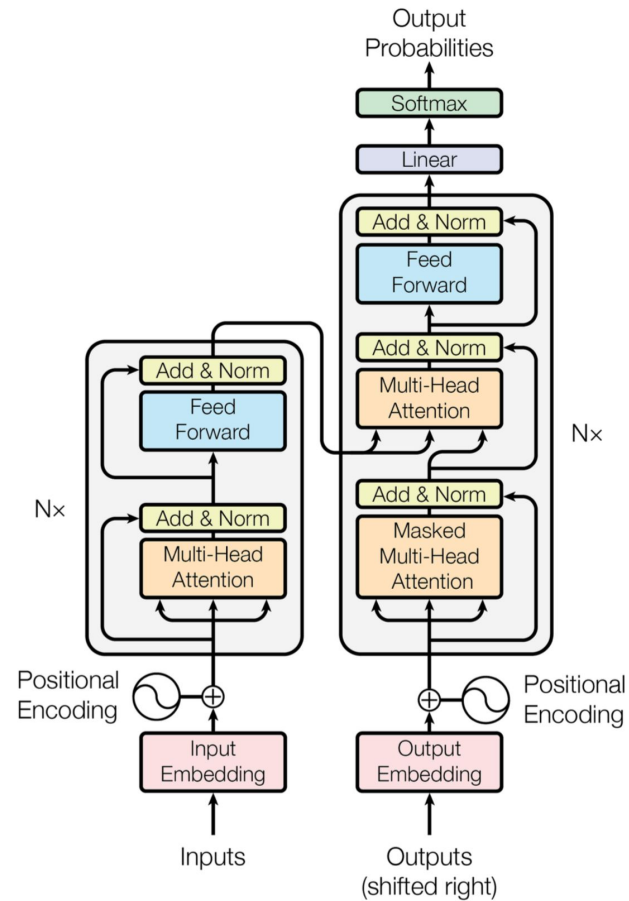 Output
Probabilities
Softmax
Linear
Add & Norm
Feed
Forward
Add & Norm
Multi-Head
Attention
Add & Norm
Masked
Multi-Head
Attention
N×
Add & Norm
Feed
Forward
Add & Norm
Multi-Head
Attention
N×
Positional
Encoding
Positional
Encoding
Input
Embedding
Output
Embedding
Inputs
Outputs
(shifted right)